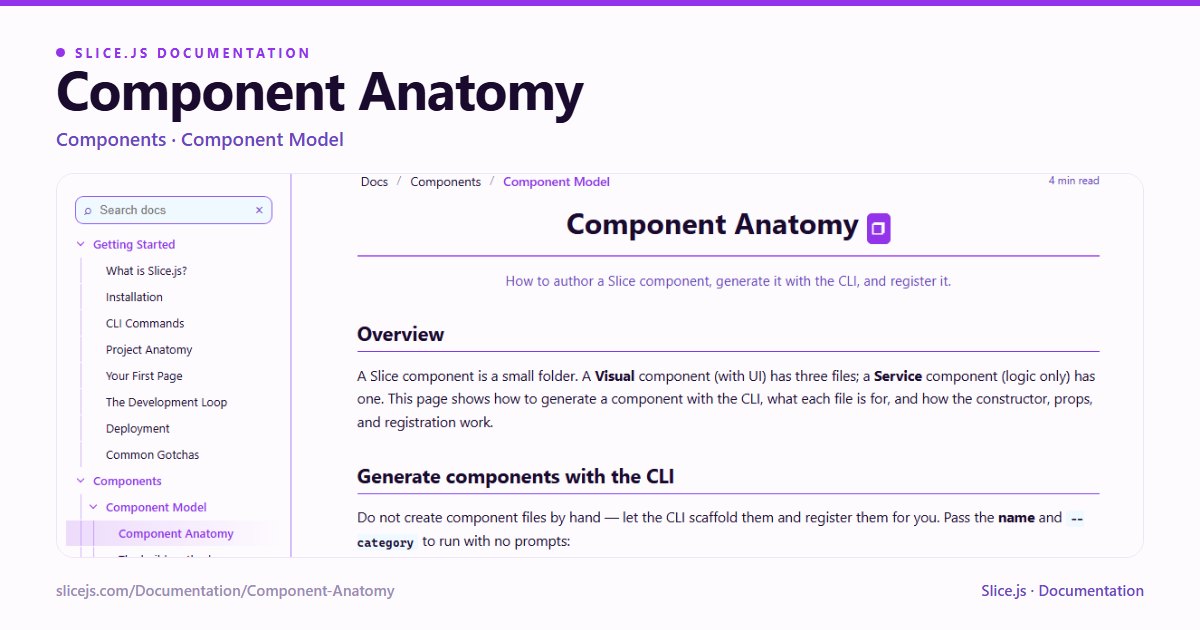 SLICE.JS DOCUMENTATION
Component Anatomy
Components · Component Model
Search docs
Getting Started
What is Slice.js?
Installation
CLI Commands
Project Anatomy
Your First Page
The Development Loop
Deployment
Common Gotchas
Components
Component Model
Component Anatomy
Docs / Components / Component Model
4 min read
Component Anatomy
How to author a Slice component, generate it with the CLI, and register it.
Overview
A Slice component is a small folder. A Visual component (with UI) has three files; a Service component (logic only) has
one. This page shows how to generate a component with the CLI, what each file is for, and how the constructor, props,
and registration work.
Generate components with the CLI
Do not create component files by hand — let the CLI scaffold them and register them for you. Pass the name and --
category to run with no prompts:
slicejs.com/Documentation/Component-Anatomy
Slice.js · Documentation